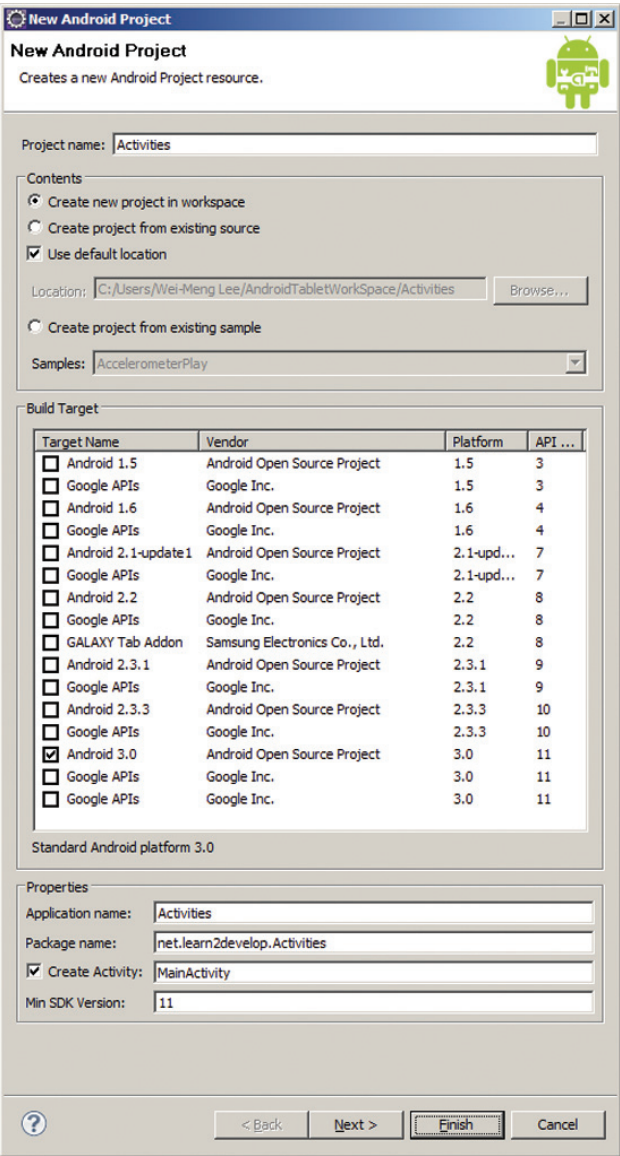 New Android Project
New Android Project
Creates a new Android Project resource.
Project name: Activities
Contents
Create new project in workspace
Create project from existing source
Use default location
Location: C:/Users/Wei-Meng Lee/AndroidTabletWorkSpace/Activities Browse...
Create project from existing sample
Samples: AccelerometerPlay
Build Target
Target Name Vendor Platform API ...
Android 1.5 Android Open Source Project 1.5 3
Google APIs Google Inc. 1.5 3
Android 1.6 Android Open Source Project 1.6 4
Google APIs Google Inc. 1.6 4
Android 2.1-update1 Android Open Source Project 2.1-upd... 7
Google APIs Google Inc. 2.1-upd... 7
Android 2.2 Android Open Source Project 2.2 8
Google APIs Google Inc. 2.2 8
GALAXY Tab Addon Samsung Electronics Co., Ltd. 2.2 8
Android 2.3.1 Android Open Source Project 2.3.1 9
Google APIs Google Inc. 2.3.1 9
Android 2.3.3 Android Open Source Project 2.3.3 10
Google APIs Google Inc. 2.3.3 10
Android 3.0 Android Open Source Project 3.0 11
Google APIs Google Inc. 3.0 11
Google APIs Google Inc. 3.0 11
Standard Android platform 3.0
Properties
Application name: Activities
Package name: net.learn2develop.Activities
Create Activity: MainActivity
Min SDK Version: 11
? < Back Next > Finish Cancel